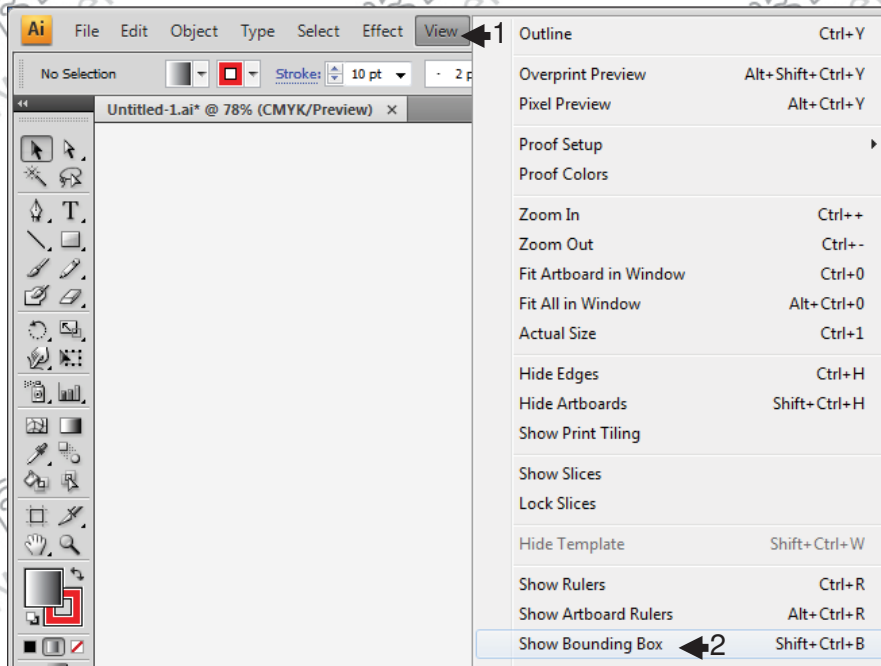 Ai File Edit Object Type Select Effect View 1
No Selection Stroke: 10 pt 2 p
Untitled-1.ai* @ 78% (CMYK/Preview) ×
Outline Ctrl+Y
Overprint Preview Alt+Shift+Ctrl+Y
Pixel Preview Alt+Ctrl+Y
Proof Setup
Proof Colors
Zoom In Ctrl++
Zoom Out Ctrl+-
Fit Artboard in Window Ctrl+0
Fit All in Window Alt+Ctrl+0
Actual Size Ctrl+1
Hide Edges Ctrl+H
Hide Artboards Shift+Ctrl+H
Show Print Tiling
Show Slices
Lock Slices
Hide Template Shift+Ctrl+W
Show Rulers Ctrl+R
Show Artboard Rulers Alt+Ctrl+R
Show Bounding Box 2 Shift+Ctrl+B